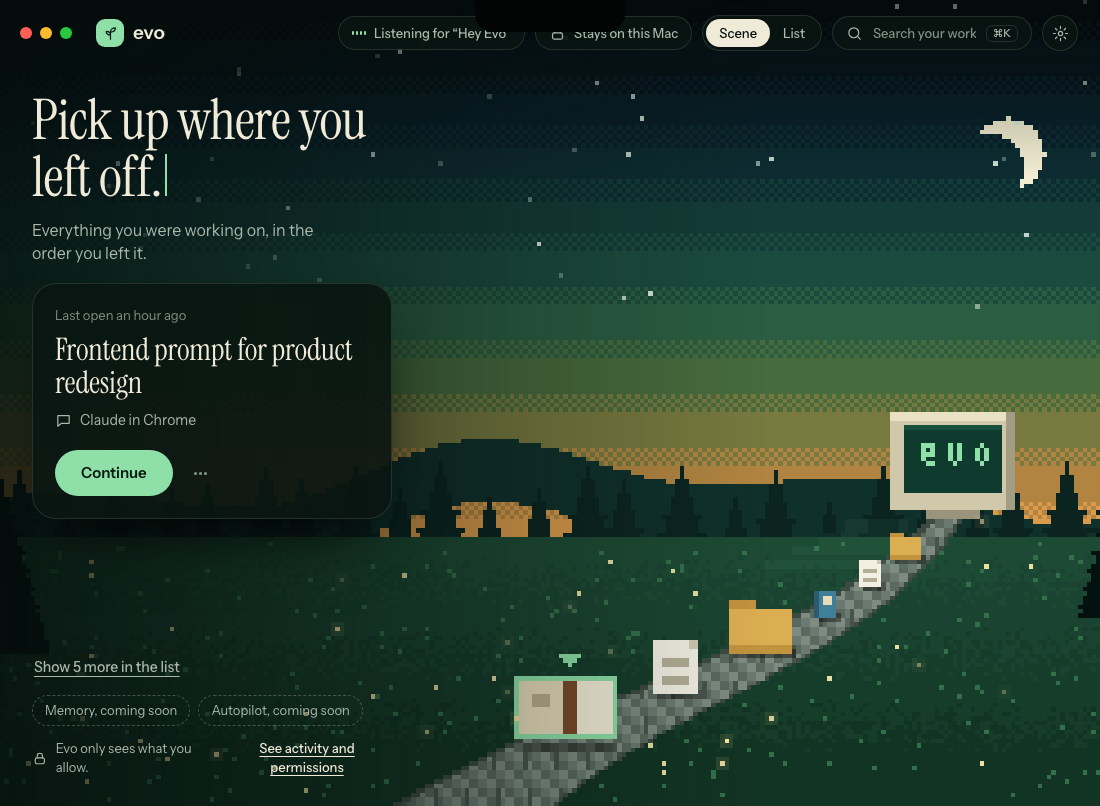 evo
Listening for “Hey Evo
Stays on this Mac
Scene
List
Search your work
⌘K
Pick up where you
left off.
Everything you were working on, in the
order you left it.
Last open an hour ago
Frontend prompt for product
redesign
Claude in Chrome
Continue
evo
Show 5 more in the list
Memory, coming soon
Autopilot, coming soon
Evo only sees what you
allow.
See activity and
permissions